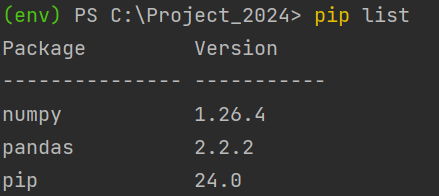 (env) PS C:\Project_2024> pip list
Package         Version
--------------- -----------
numpy           1.26.4
pandas          2.2.2
pip             24.0